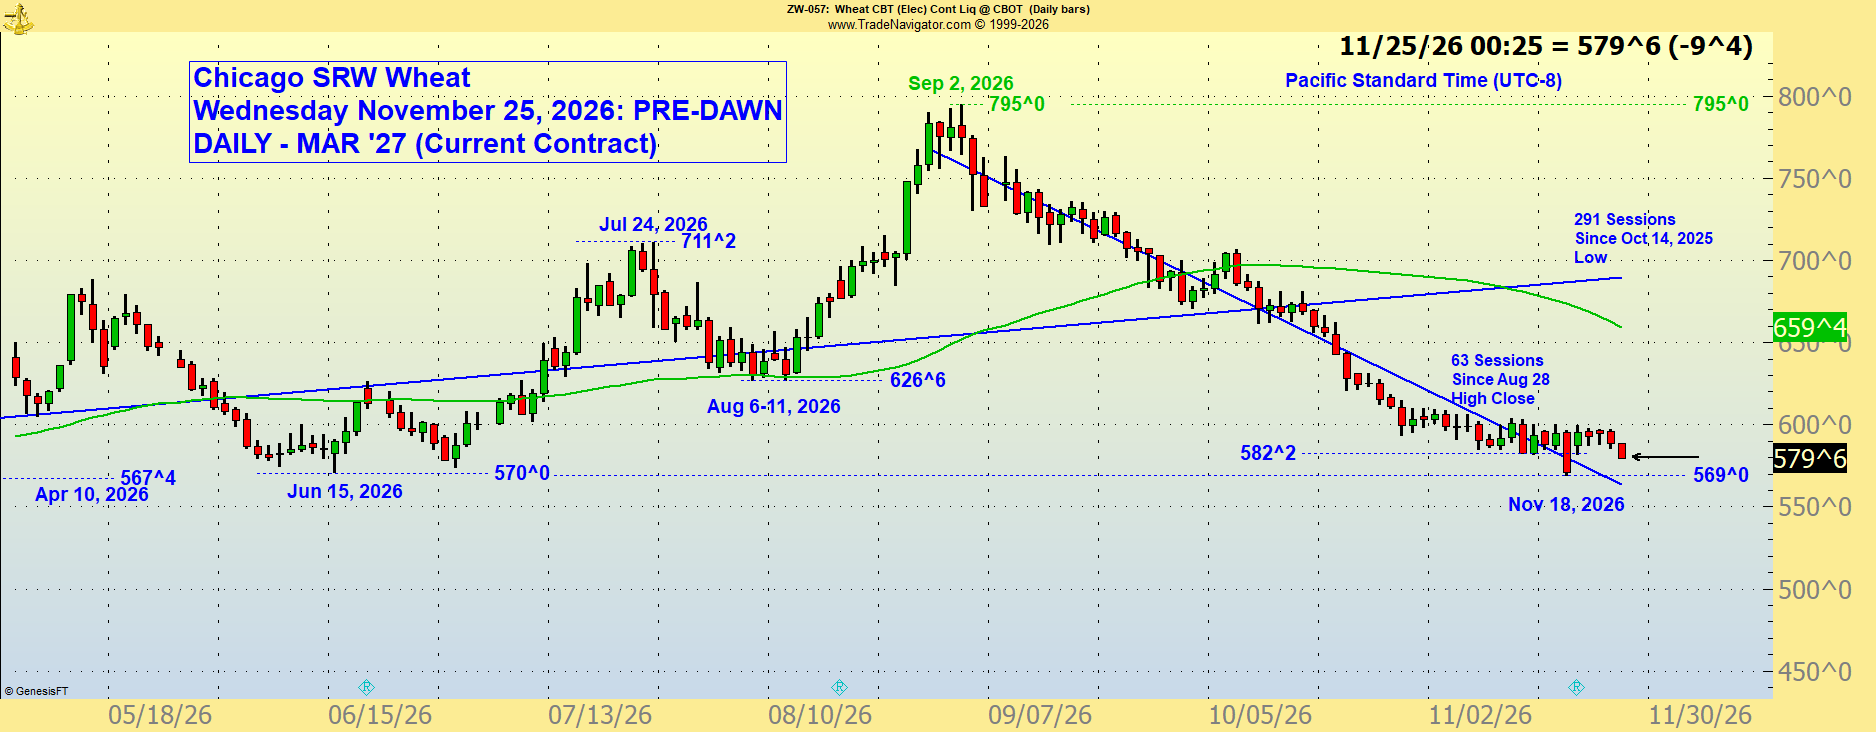 ZW-057: Wheat CBT (Elec) Cont Liq @ CBOT (Daily bars)
www.TradeNavigator.com © 1999-2026
11/25/26 00:25 = 579^6 (-9^4)
Pacific Standard Time (UTC-8)
Chicago SRW Wheat
Wednesday November 25, 2026: PRE-DAWN
DAILY - MAR '27 (Current Contract)
Sep 2, 2026
795^0
795^0
Jul 24, 2026
711^2
291 Sessions
Since Oct 14, 2025
Low
63 Sessions
Since Aug 28
High Close
626^6
Aug 6-11, 2026
582^2
567^4
Apr 10, 2026
570^0
Jun 15, 2026
569^0
Nov 18, 2026
800^0
750^0
700^0
659^4
650^0
600^0
579^6
550^0
500^0
450^0
© GenesisFT
R
R
R
05/18/26
06/15/26
07/13/26
08/10/26
09/07/26
10/05/26
11/02/26
11/30/26